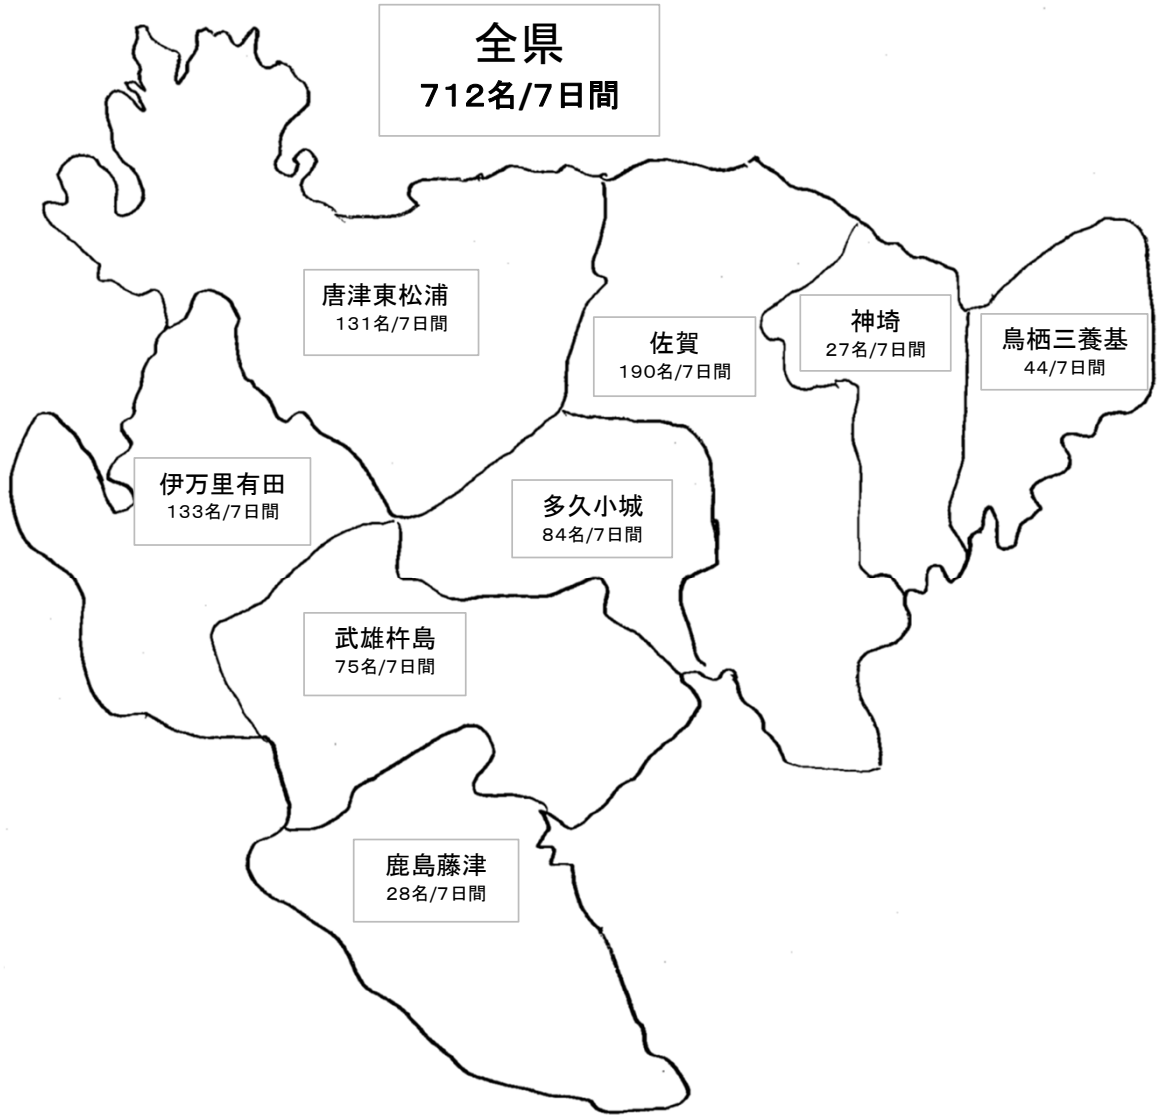 全県
712名/7日間
唐津東松浦
131名/7日間
佐賀
190名/7日間
神埼
27名/7日間
鳥栖三養基
44/7日間
伊万里有田
133名/7日間
多久小城
84名/7日間
武雄杵島
75名/7日間
鹿島藤津
28名/7日間